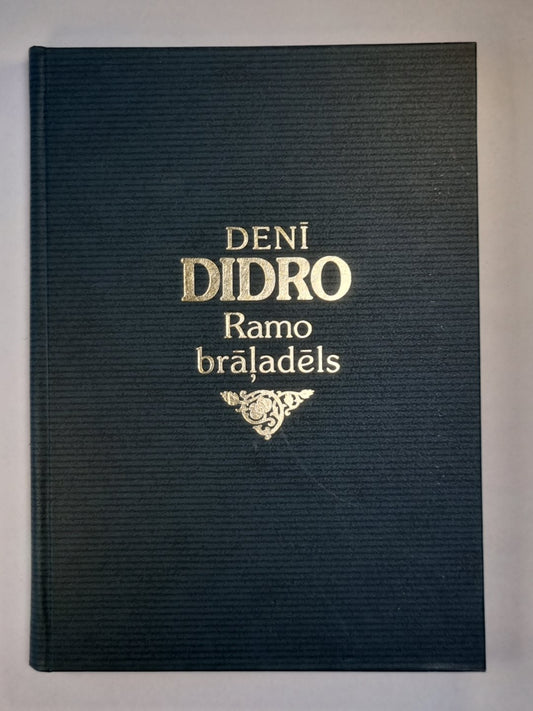 DENĪ
DIDRO
Ramo
brāļadēls